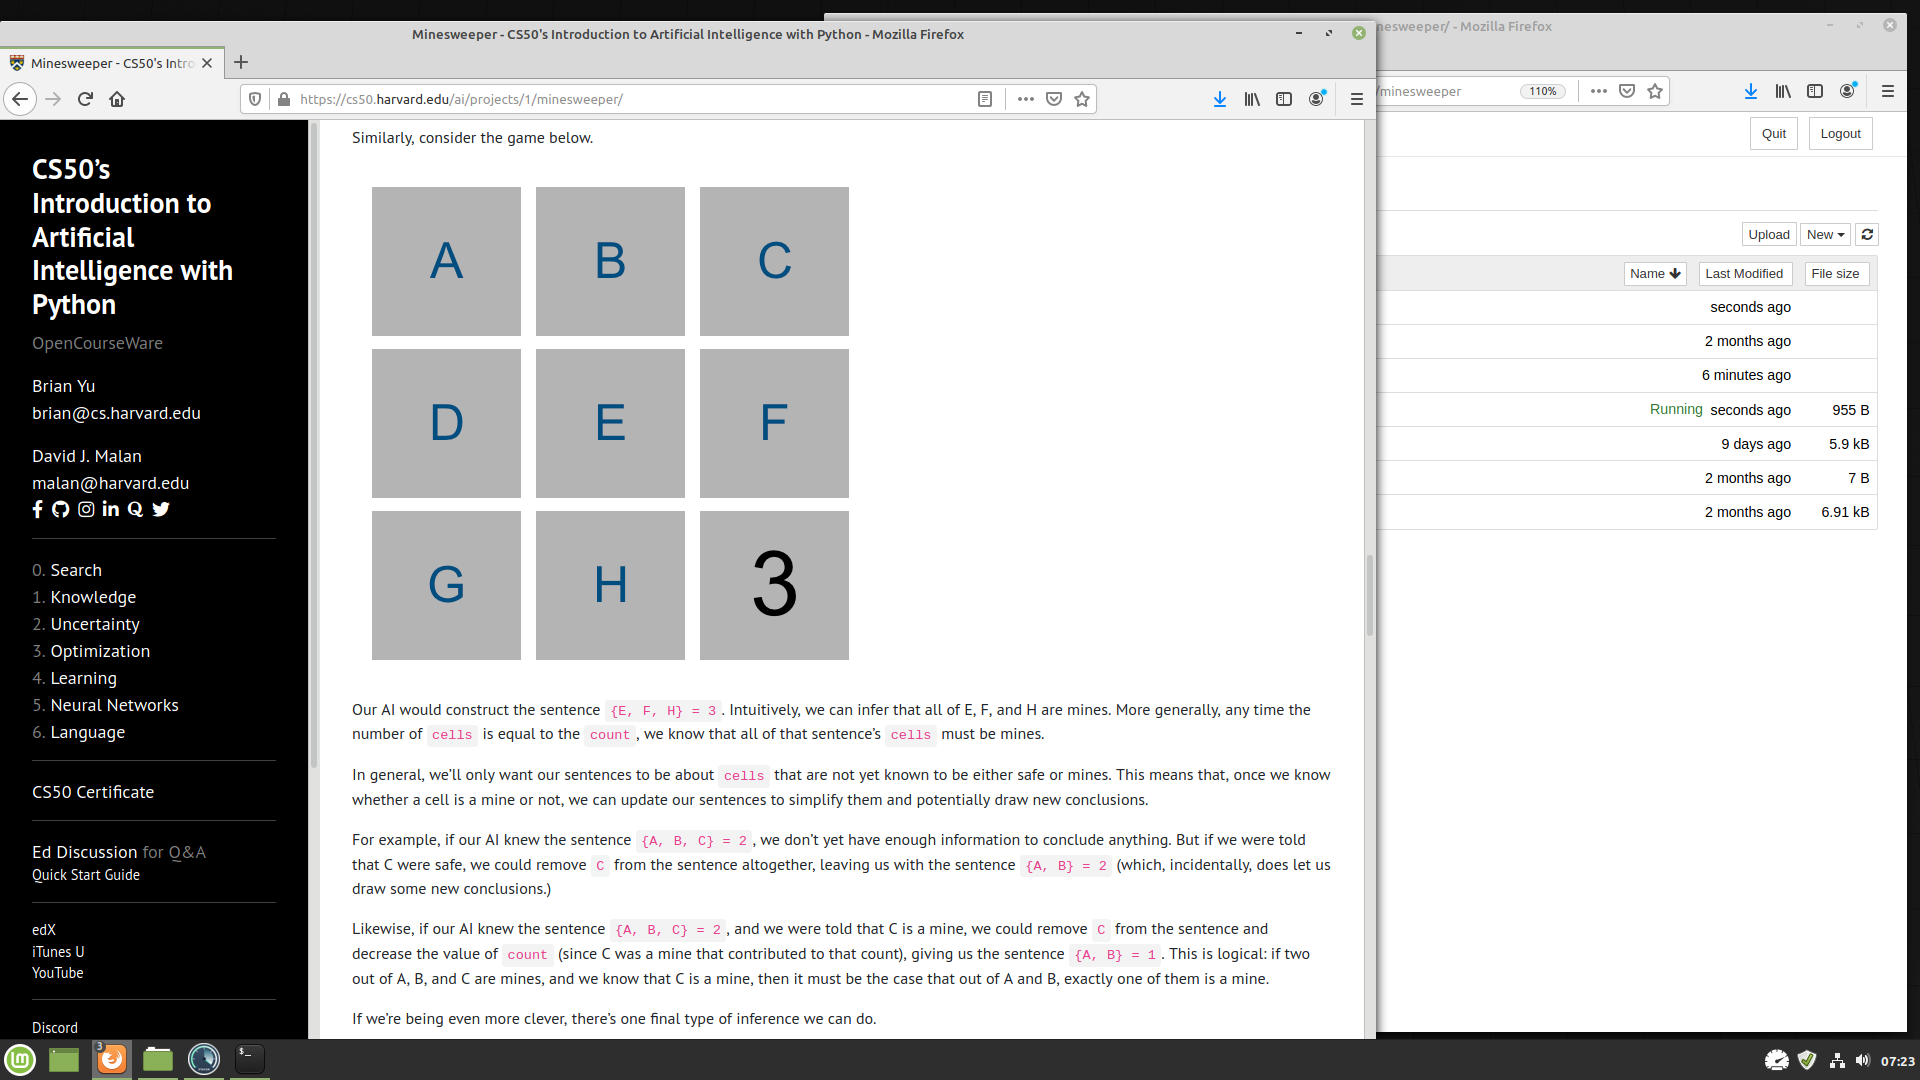 Minesweeper - CS50's Introduction to Artificial Intelligence with Python - Mozilla Firefox
nesweeper/ - Mozilla Firefox
Minesweeper - CS50's Intro
https://cs50.harvard.edu/ai/projects/1/minesweeper/
/minesweeper
110%
Quit
Logout
Upload
New
Name
Last Modified
File size
seconds ago
2 months ago
6 minutes ago
Running seconds ago 955 B
9 days ago 5.9 kB
2 months ago 7 B
2 months ago 6.91 kB
CS50’s
Introduction to
Artificial
Intelligence with
Python
OpenCourseWare
Brian Yu
brian@cs.harvard.edu
David J. Malan
malan@harvard.edu
0. Search
1. Knowledge
2. Uncertainty
3. Optimization
4. Learning
5. Neural Networks
6. Language
CS50 Certificate
Ed Discussion for Q&A
Quick Start Guide
edX
iTunes U
YouTube
Discord
Similarly, consider the game below.
A B C
D E F
G H 3
Our AI would construct the sentence {E, F, H} = 3. Intuitively, we can infer that all of E, F, and H are mines. More generally, any time the
number of cells is equal to the count, we know that all of that sentence’s cells must be mines.
In general, we’ll only want our sentences to be about cells that are not yet known to be either safe or mines. This means that, once we know
whether a cell is a mine or not, we can update our sentences to simplify them and potentially draw new conclusions.
For example, if our AI knew the sentence {A, B, C} = 2, we don’t yet have enough information to conclude anything. But if we were told
that C were safe, we could remove C from the sentence altogether, leaving us with the sentence {A, B} = 2 (which, incidentally, does let us
draw some new conclusions.)
Likewise, if our AI knew the sentence {A, B, C} = 2, and we were told that C is a mine, we could remove C from the sentence and
decrease the value of count (since C was a mine that contributed to that count), giving us the sentence {A, B} = 1. This is logical: if two
out of A, B, and C are mines, and we know that C is a mine, then it must be the case that out of A and B, exactly one of them is a mine.
If we’re being even more clever, there’s one final type of inference we can do.
3
07:23